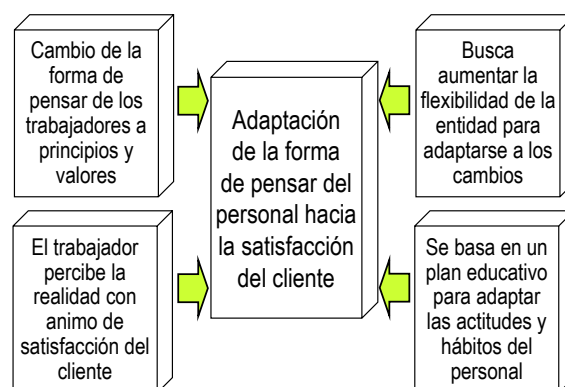 Cambio de la
forma de
pensar de los
trabajadores a
principios y
valores
El trabajador
percibe la
realidad con
animo de
satisfacción del
cliente
Adaptación
de la forma
de pensar del
personal hacia
la satisfacción
del cliente
Busca
aumentar la
flexibilidad de la
entidad para
adaptarse a los
cambios
Se basa en un
plan educativo
para adaptar
las actitudes y
hábitos del
personal